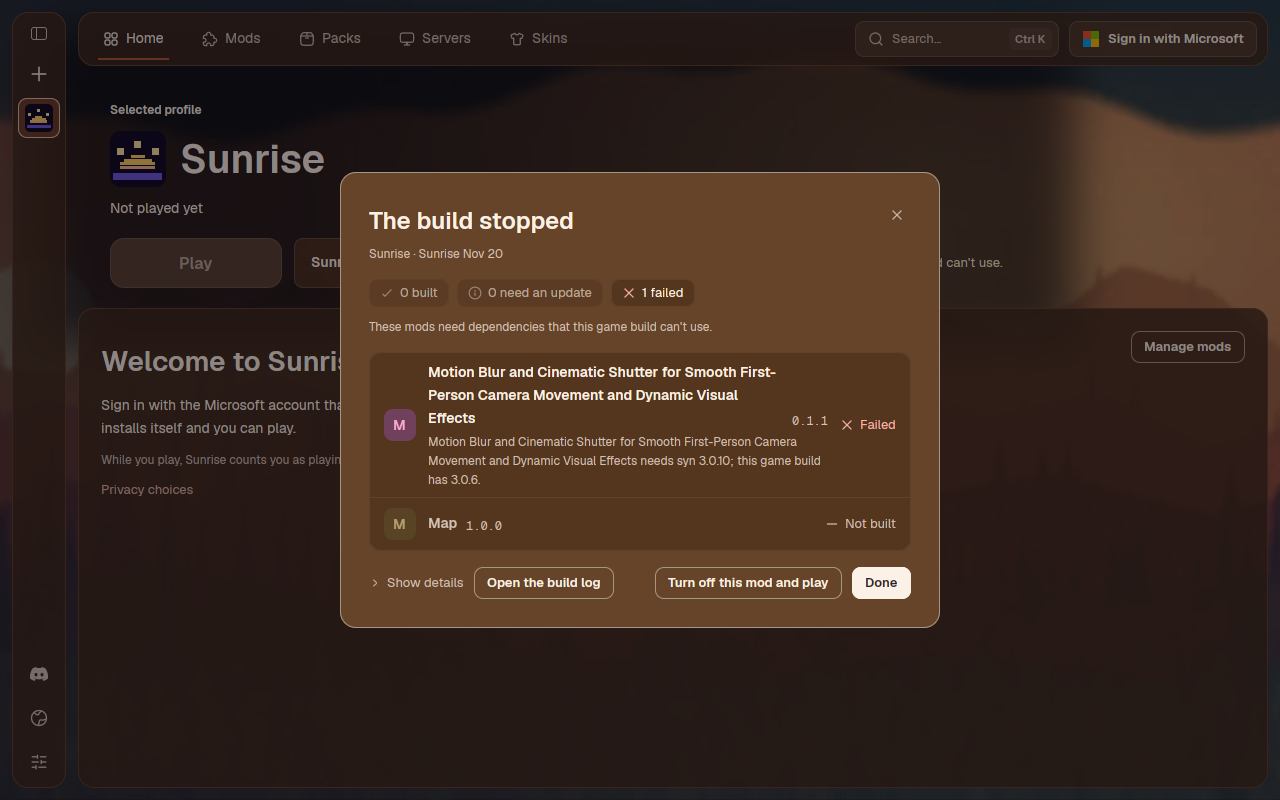 Home
Mods
Packs
Servers
Skins
Search...
Ctrl K
Sign in with Microsoft
Selected profile
Sunrise
Not played yet
Play
can't use.
The build stopped
Sunrise · Sunrise Nov 20
0 built
0 need an update
1 failed
These mods need dependencies that this game build can't use.
Motion Blur and Cinematic Shutter for Smooth First-
Person Camera Movement and Dynamic Visual
Effects
M
0.1.1
Failed
Motion Blur and Cinematic Shutter for Smooth First-Person Camera
Movement and Dynamic Visual Effects needs syn 3.0.10; this game build
has 3.0.6.
M
Map
1.0.0
Not built
Show details
Open the build log
Turn off this mod and play
Done
Welcome to
Manage mods
Sign in with the Microsoft account
installs itself and you can play.
While you play, Sunrise counts you as
Privacy choices